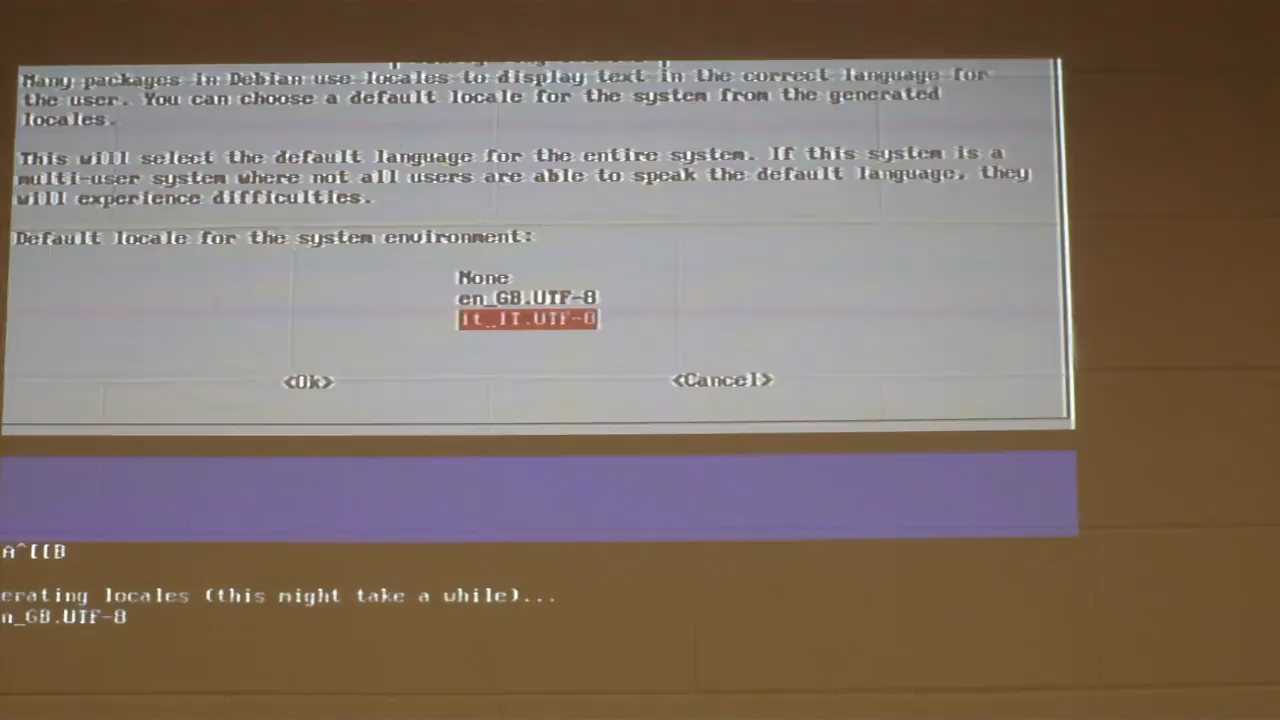 Many packages in Debian use locales to display text in the correct language for
the user. You can choose a default locale for the system from the generated
locales.
This will select the default language for the entire system. If this system is a
multi-user system where not all users are able to speak the default language, they
will experience difficulties.
Default locale for the system environment:
None
en_GB.UTF-8
it_IT.UTF-8
<Ok> <Cancel>
A^[[B
erating locales (this might take a while)...
n_GB.UTF-8